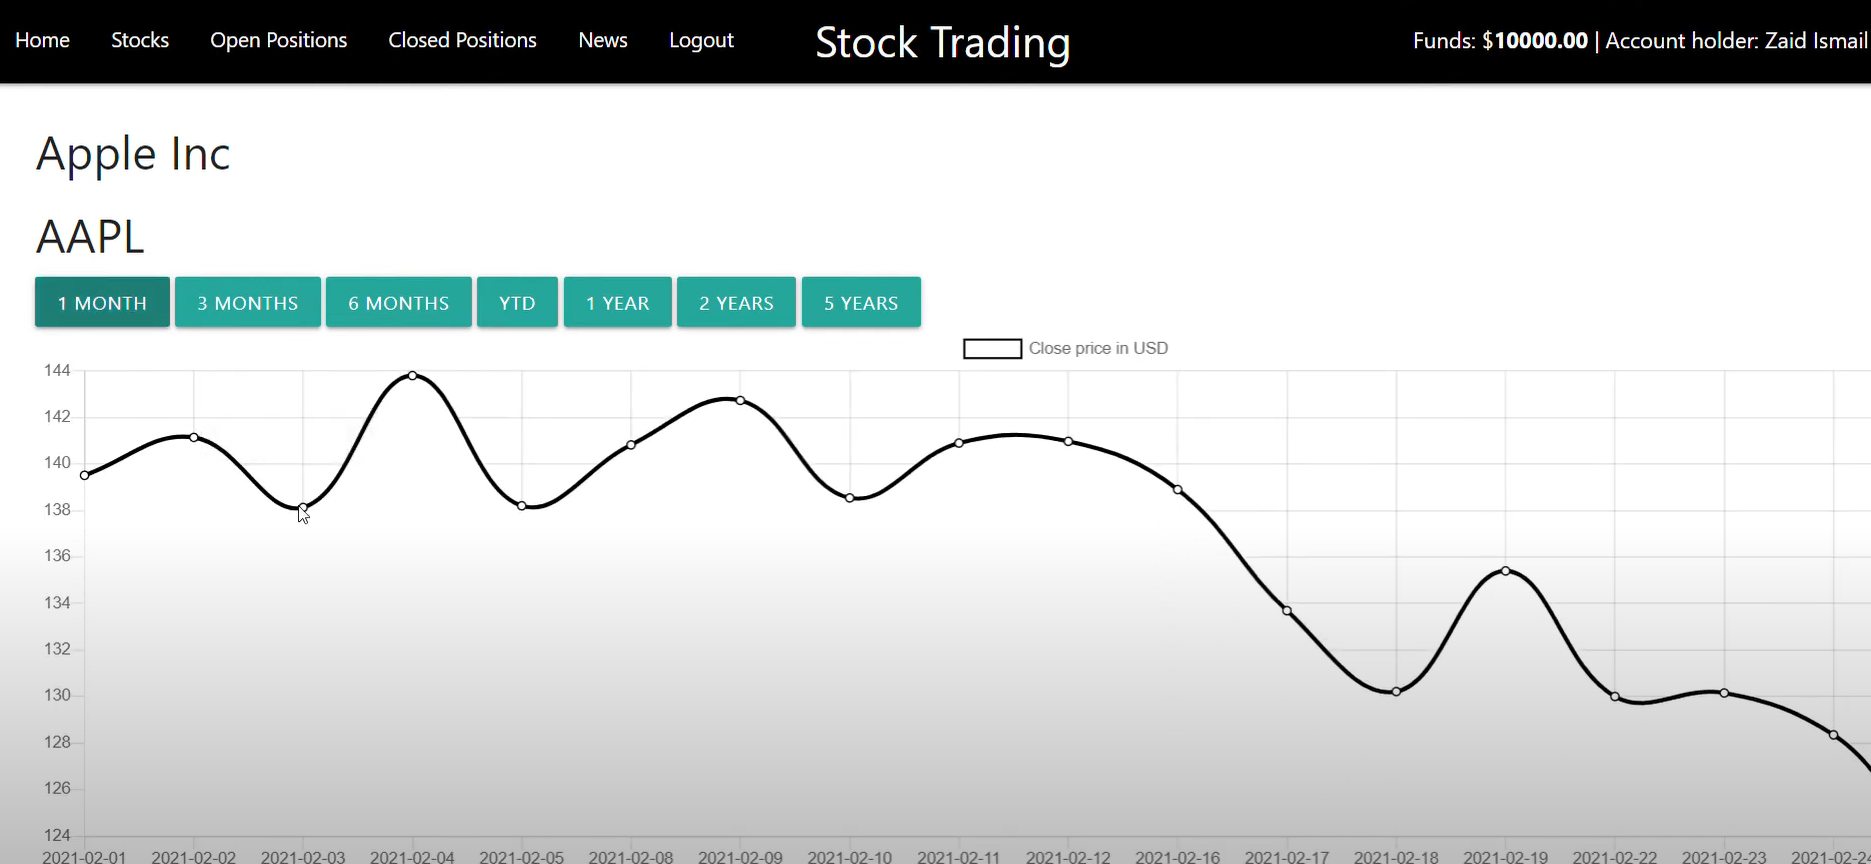 Home Stocks Open Positions Closed Positions News Logout Stock Trading Funds: $10000.00 | Account holder: Zaid Ismail
Apple Inc
AAPL
1 MONTH 3 MONTHS 6 MONTHS YTD 1 YEAR 2 YEARS 5 YEARS
Close price in USD
144
142
140
138
136
134
132
130
128
126
124
2021-02-01 2021-02-02 2021-02-03 2021-02-04 2021-02-05 2021-02-08 2021-02-09 2021-02-10 2021-02-11 2021-02-12 2021-02-16 2021-02-17 2021-02-18 2021-02-19 2021-02-22 2021-02-23